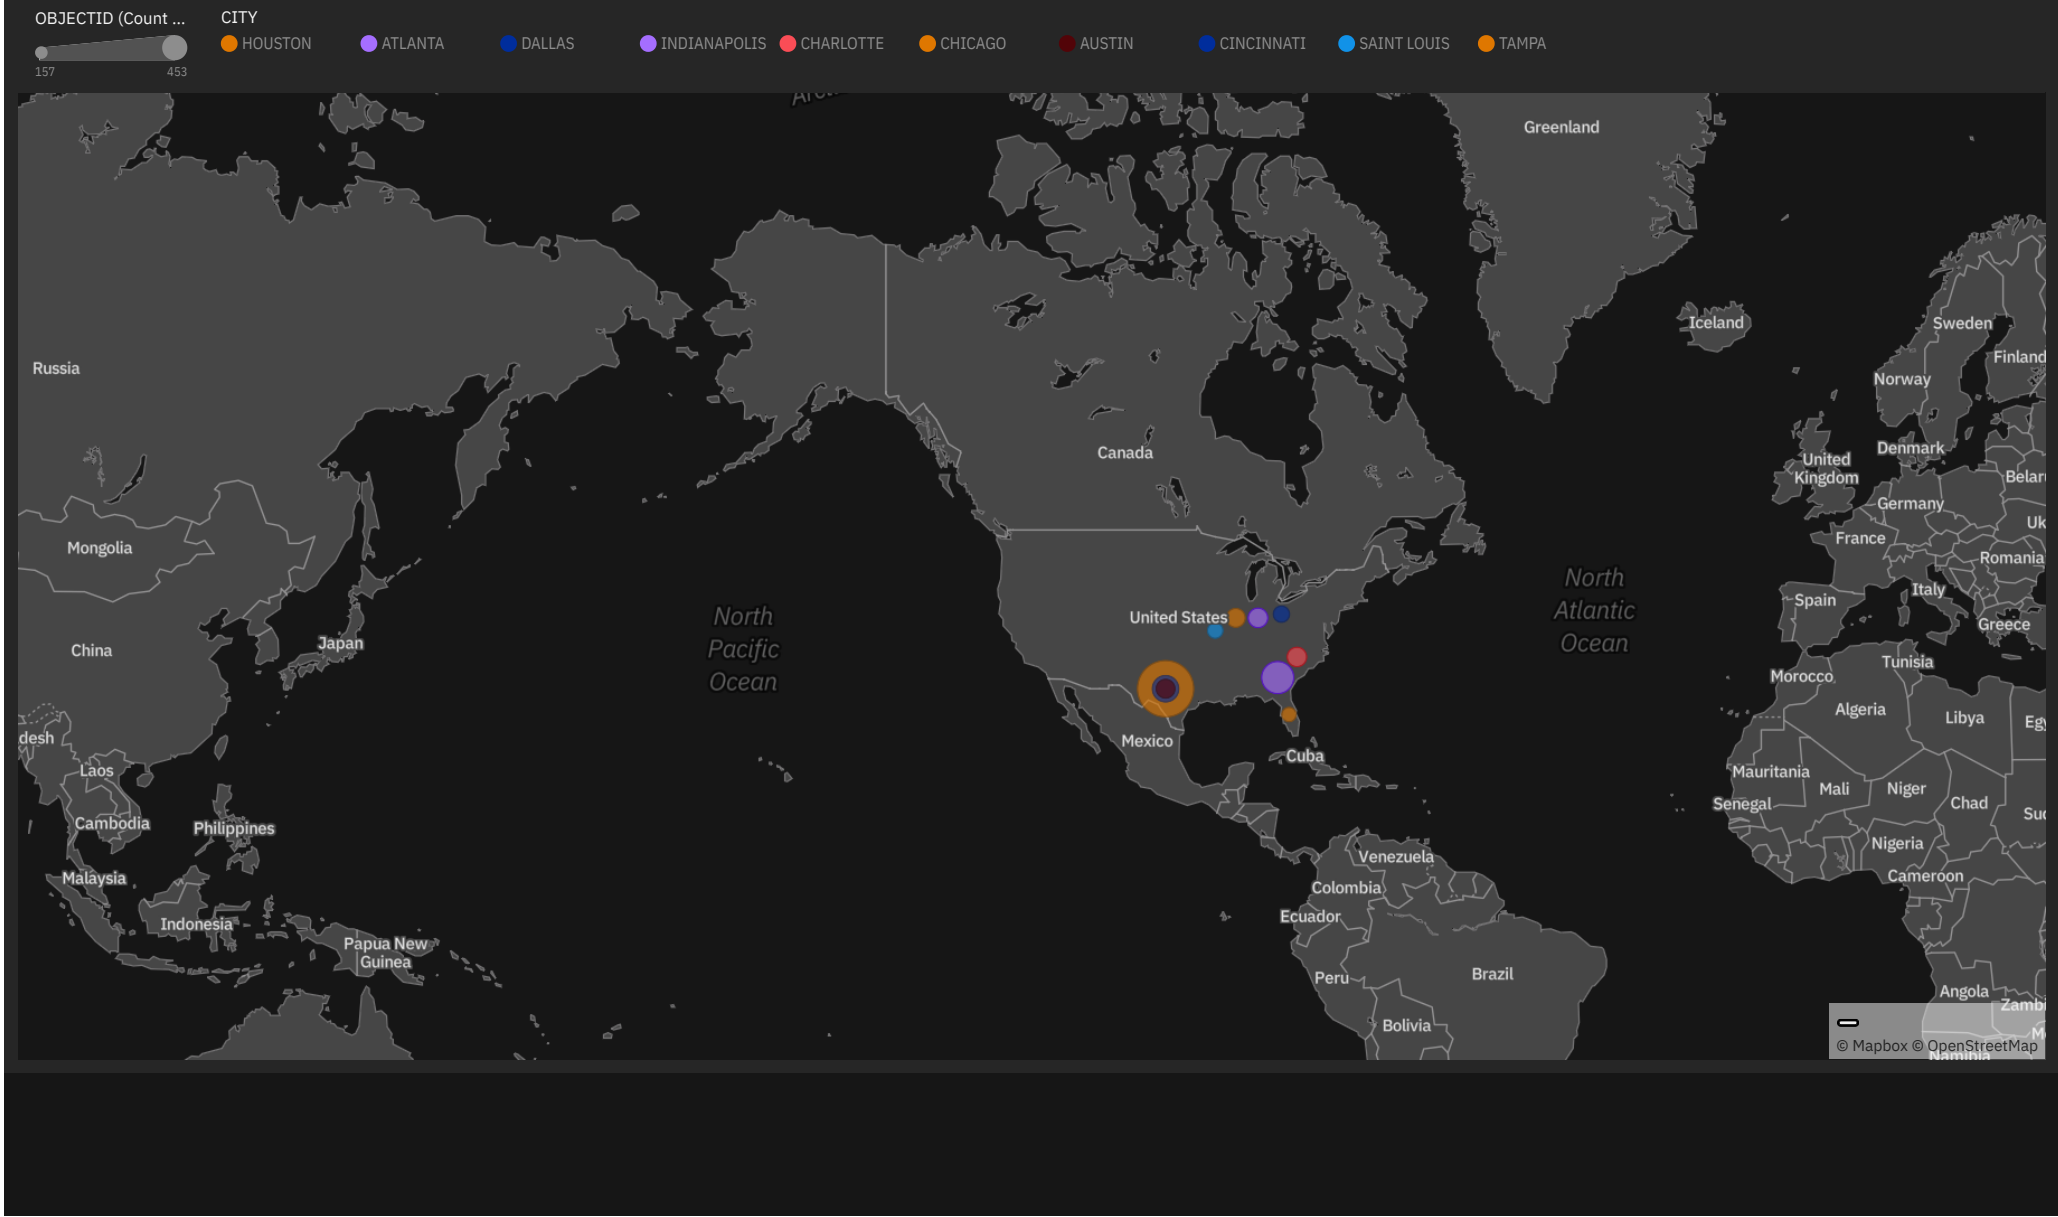 OBJECTID (Count ...
CITY
157
453
HOUSTON
ATLANTA
DALLAS
INDIANAPOLIS
CHARLOTTE
CHICAGO
AUSTIN
CINCINNATI
SAINT LOUIS
TAMPA
Greenland
Iceland
Sweden
Finland
Russia
Norway
Canada
Denmark
United
Kingdom
Belar
Germany
Uk
Mongolia
France
Romania
North
Atlantic
Ocean
Italy
Spain
Greece
United States
North
Pacific
Ocean
Japan
China
Tunisia
Morocco
Algeria
Libya
Egy
desh
Mexico
Cuba
Laos
Mauritania
Mali
Niger
Chad
Senegal
Suc
Cambodia
Philippines
Nigeria
Venezuela
Malaysia
Cameroon
Colombia
Ecuador
Indonesia
Papua New
Guinea
Peru
Brazil
Angola
Zambi
Bolivia
M
© Mapbox © OpenStreetMap
Namibia